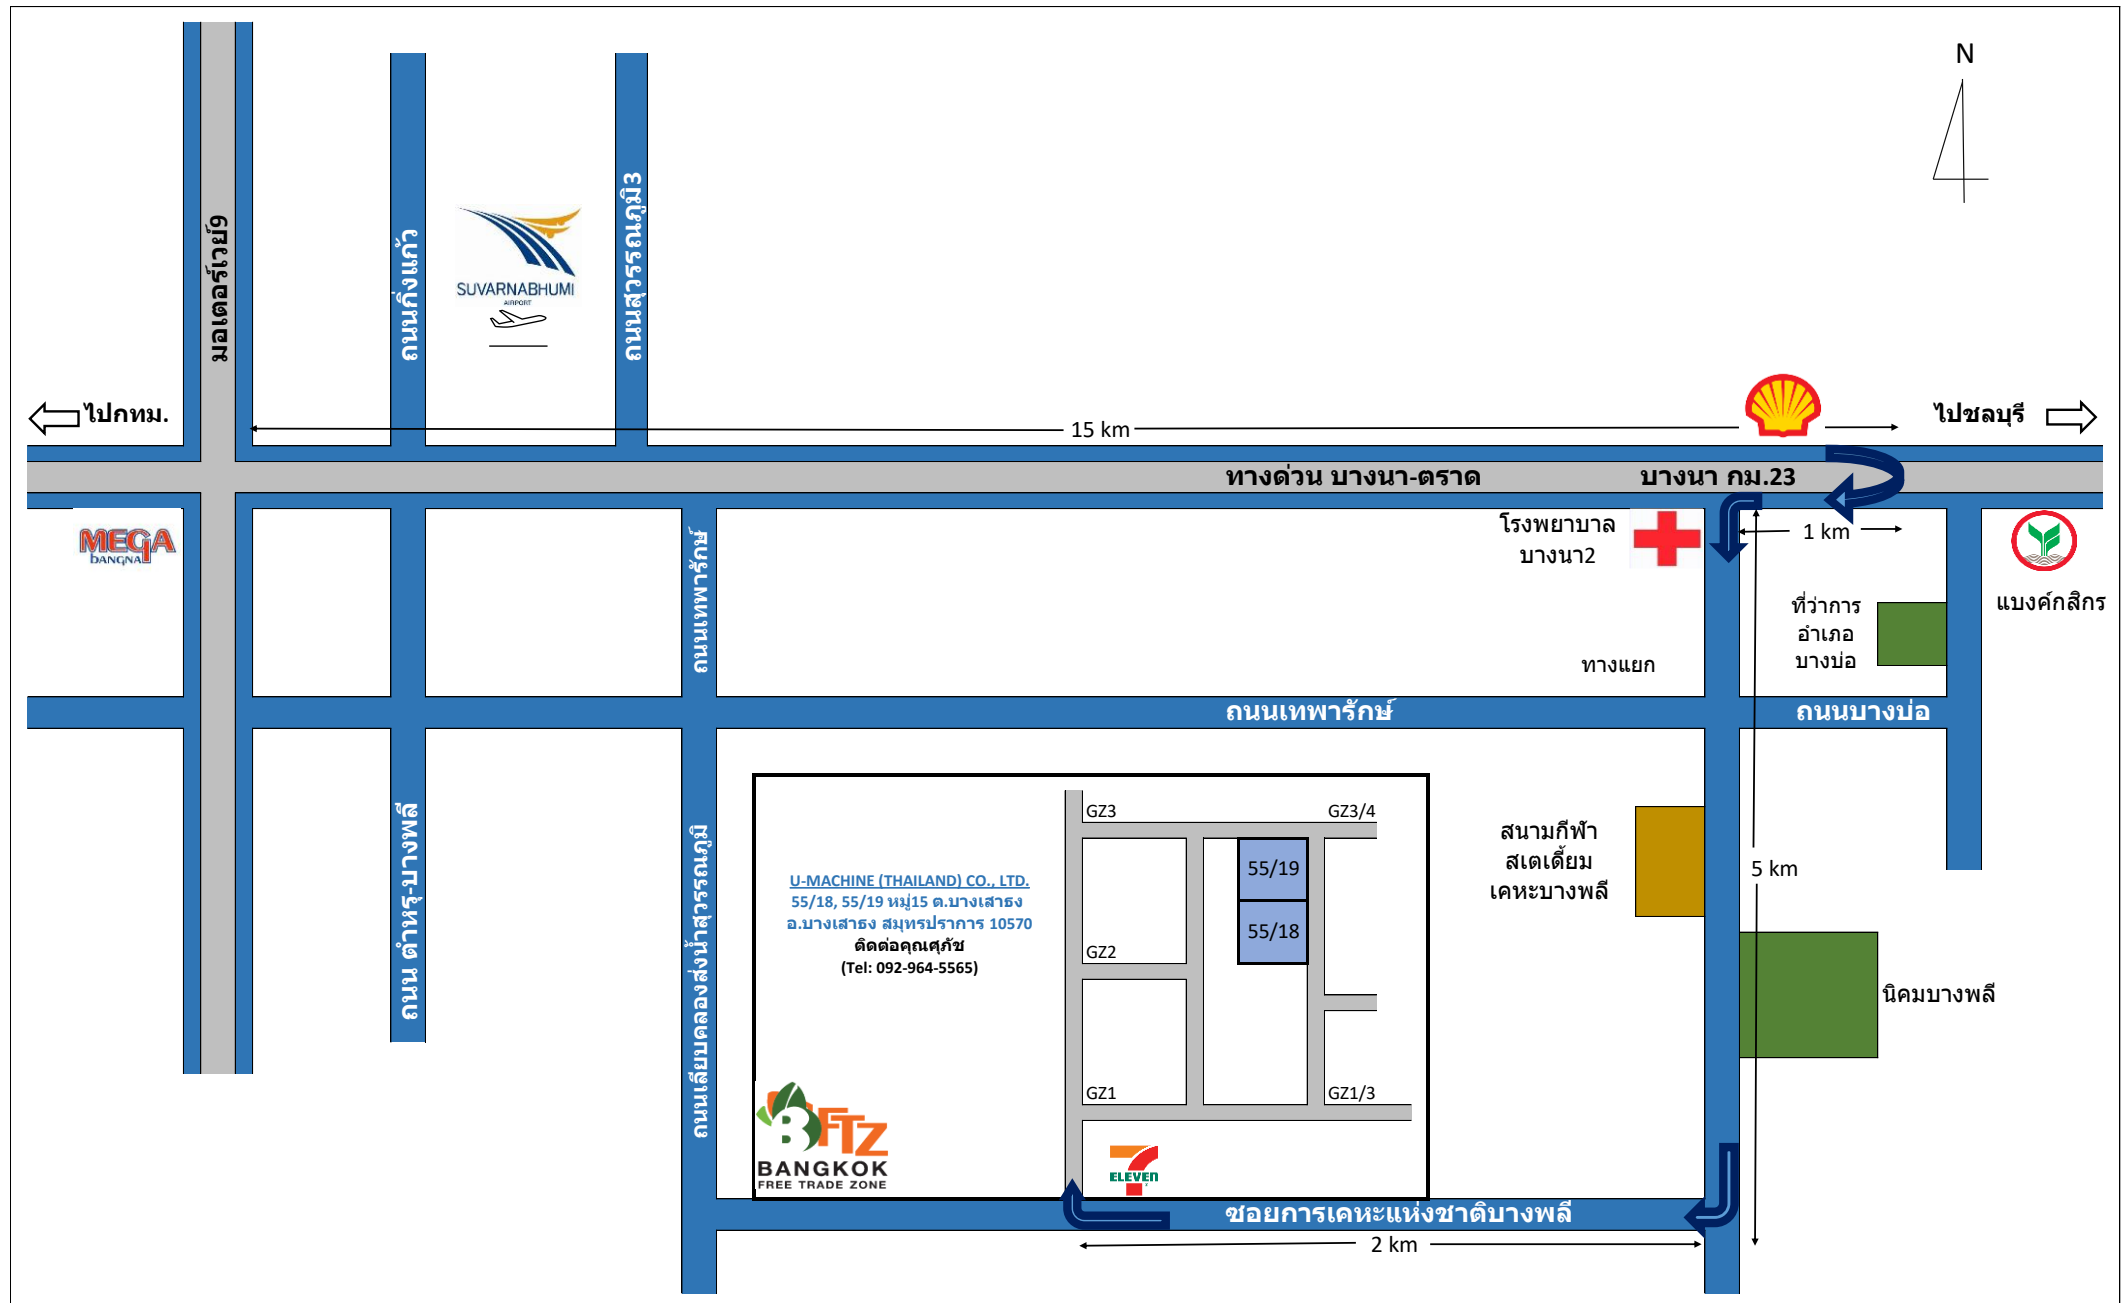 N
มอเตอร์เวย์9
ถนนกิ่งแก้ว
SUVARNABHUMI
AIRPORT
ถนนสุวรรณภูมิ3
ไปกทม.
15 km
ไปชลบุรี
ทางด่วน บางนา-ตราด
บางนา กม.23
MEGA
BANGNA
ถนนเทพารักษ์
โรงพยาบาล
บางนา2
1 km
แบงค์กสิกร
ที่ว่าการ
อำเภอ
บางบ่อ
ทางแยก
ถนนเทพารักษ์
ถนนบางบ่อ
ถนน ตำหรุ-บางพลี
ถนนเลียบคลองส่งน้ำสุวรรณภูมิ
U-MACHINE (THAILAND) CO., LTD.
55/18, 55/19 หมู่15 ต.บางเสาธง
อ.บางเสาธง สมุทรปราการ 10570
ติดต่อคุณศุภัช
(Tel: 092-964-5565)
GZ3
GZ3/4
55/19
55/18
GZ2
GZ1
GZ1/3
BFTZ
BANGKOK
FREE TRADE ZONE
7
ELEVEN
สนามกีฬา
สเตเดี้ยม
เคหะบางพลี
5 km
นิคมบางพลี
ซอยการเคหะแห่งชาติบางพลี
2 km